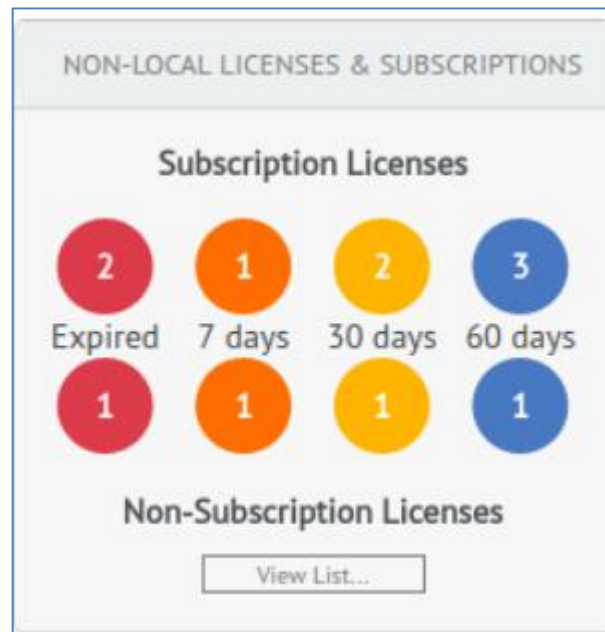 NON-LOCAL LICENSES & SUBSCRIPTIONS
Subscription Licenses
2 1 2 3
Expired 7 days 30 days 60 days
1 1 1 1
Non-Subscription Licenses
View List...